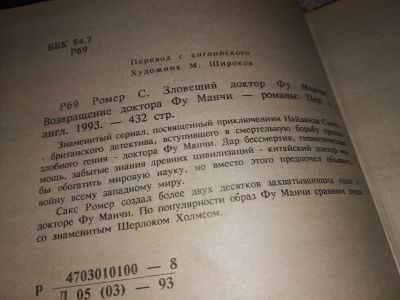 ББК 84.7
Р69
Перевод с английского
Художник М. Широков
Р69 Ромер С. Зловещий доктор Фу Манчи,
Возвращение доктора Фу Манчи — романы: Пер. с
англ. 1993. — 432 стр.
Знаменитый сериал, посвященный приключениям Найланда Смита,
- британского детектива, вступившего в смертельную борьбу против
злобного гения - доктора Фу Манчи. Дар бессмертия, гипнотическая
мощь, забытые знания древних цивилизаций - китайский доктор мог
бы обогатить мировую науку, но вместо этого предпочел объявить
войну всему западному миру.
Сакс Ромер создал более двух десятков захватывающих книг о
докторе Фу Манчи. По популярности образ Фу Манчи сравним лишь
со знаменитым Шерлоком Холмсом.
Р 4703010100 — 8
Л 05 (03) — 93